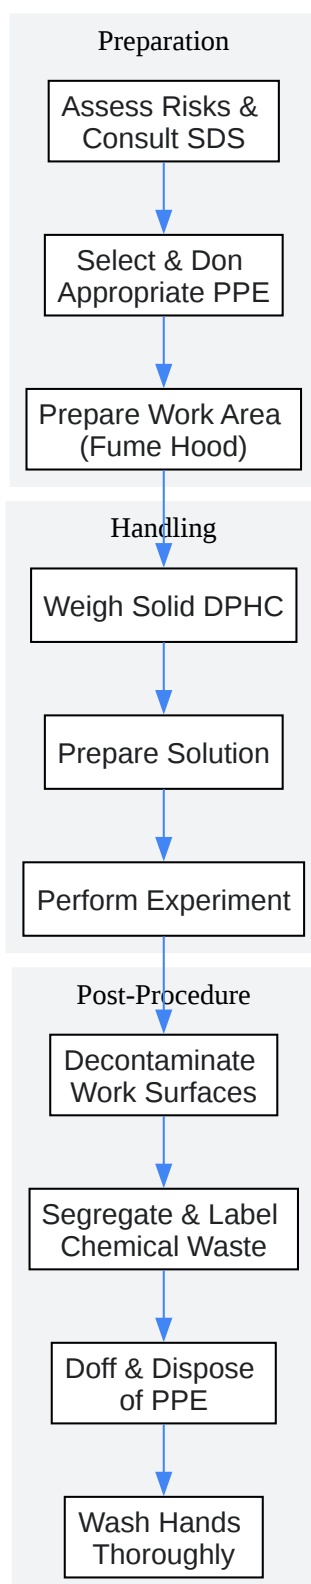 Preparation
Assess Risks &
Consult SDS
Select & Don
Appropriate PPE
Prepare Work Area
(Fume Hood)
Handling
Weigh Solid DPHC
Prepare Solution
Perform Experiment
Post-Procedure
Decontaminate
Work Surfaces
Segregate & Label
Chemical Waste
Doff & Dispose
of PPE
Wash Hands
Thoroughly